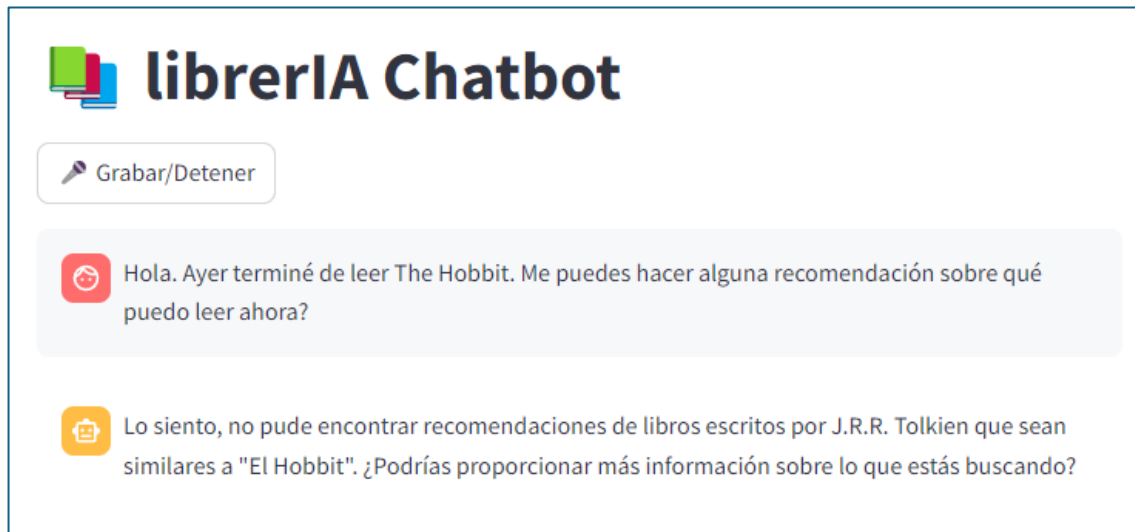 librerIA Chatbot
Grabar/Detener
Hola. Ayer terminé de leer The Hobbit. Me puedes hacer alguna recomendación sobre qué
puedo leer ahora?
Lo siento, no pude encontrar recomendaciones de libros escritos por J.R.R. Tolkien que sean
similares a "El Hobbit". ¿Podrías proporcionar más información sobre lo que estás buscando?